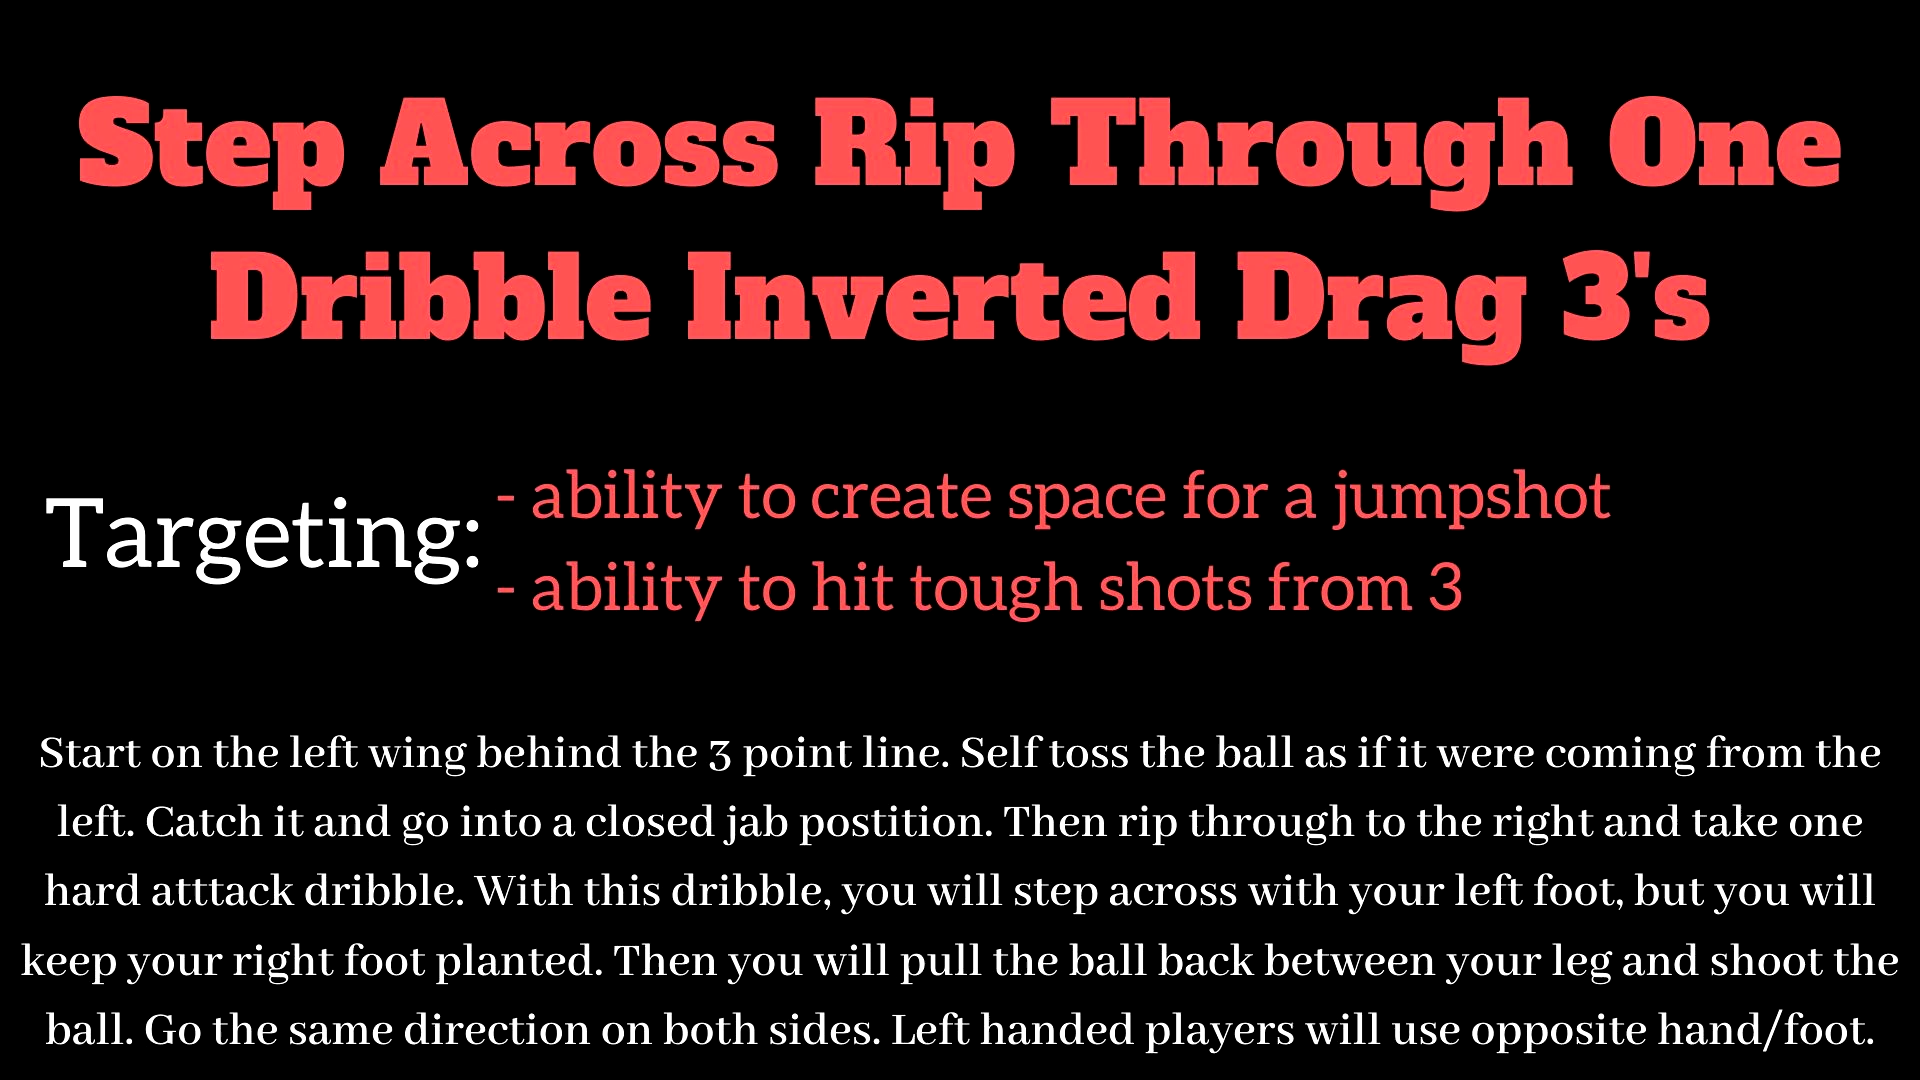 Step Across Rip Through One
Dribble Inverted Drag 3's
Targeting:
- ability to create space for a jumpshot
- ability to hit tough shots from 3
Start on the left wing behind the 3 point line. Self toss the ball as if it were coming from the
left. Catch it and go into a closed jab postition. Then rip through to the right and take one
hard atttack dribble. With this dribble, you will step across with your left foot, but you will
keep your right foot planted. Then you will pull the ball back between your leg and shoot the
ball. Go the same direction on both sides. Left handed players will use opposite hand/foot.